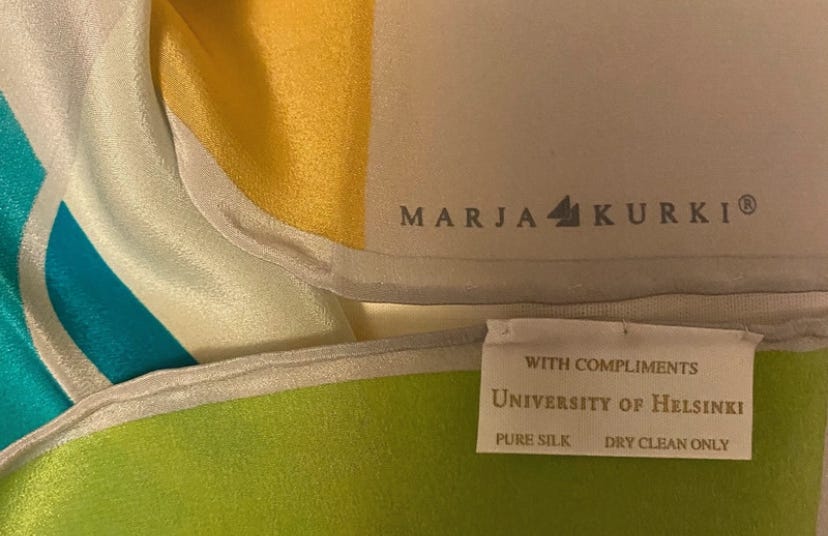 MARJA KURKI®
WITH COMPLIMENTS
UNIVERSITY OF HELSINKI
PURE SILK DRY CLEAN ONLY